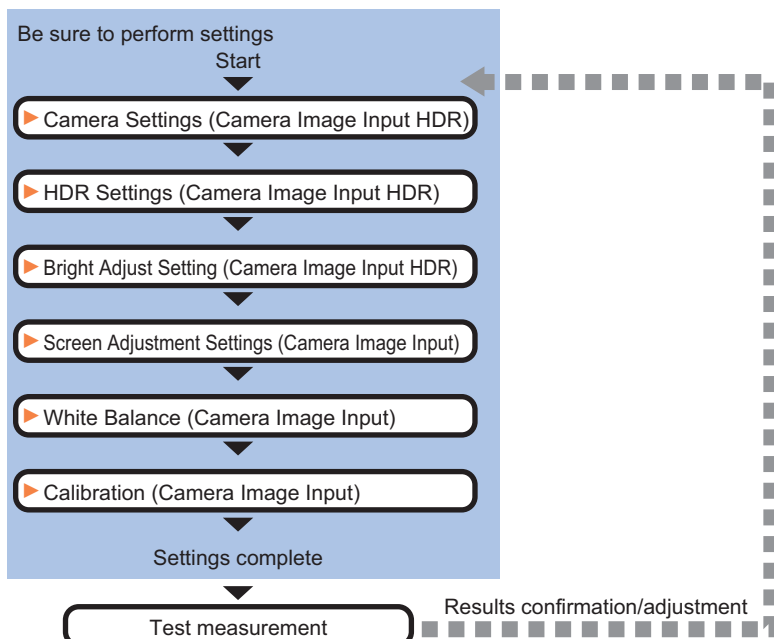 Be sure to perform settings
Start
Camera Settings (Camera Image Input HDR)
HDR Settings (Camera Image Input HDR)
Bright Adjust Setting (Camera Image Input HDR)
Screen Adjustment Settings (Camera Image Input)
White Balance (Camera Image Input)
Calibration (Camera Image Input)
Settings complete
Test measurement
Results confirmation/adjustment